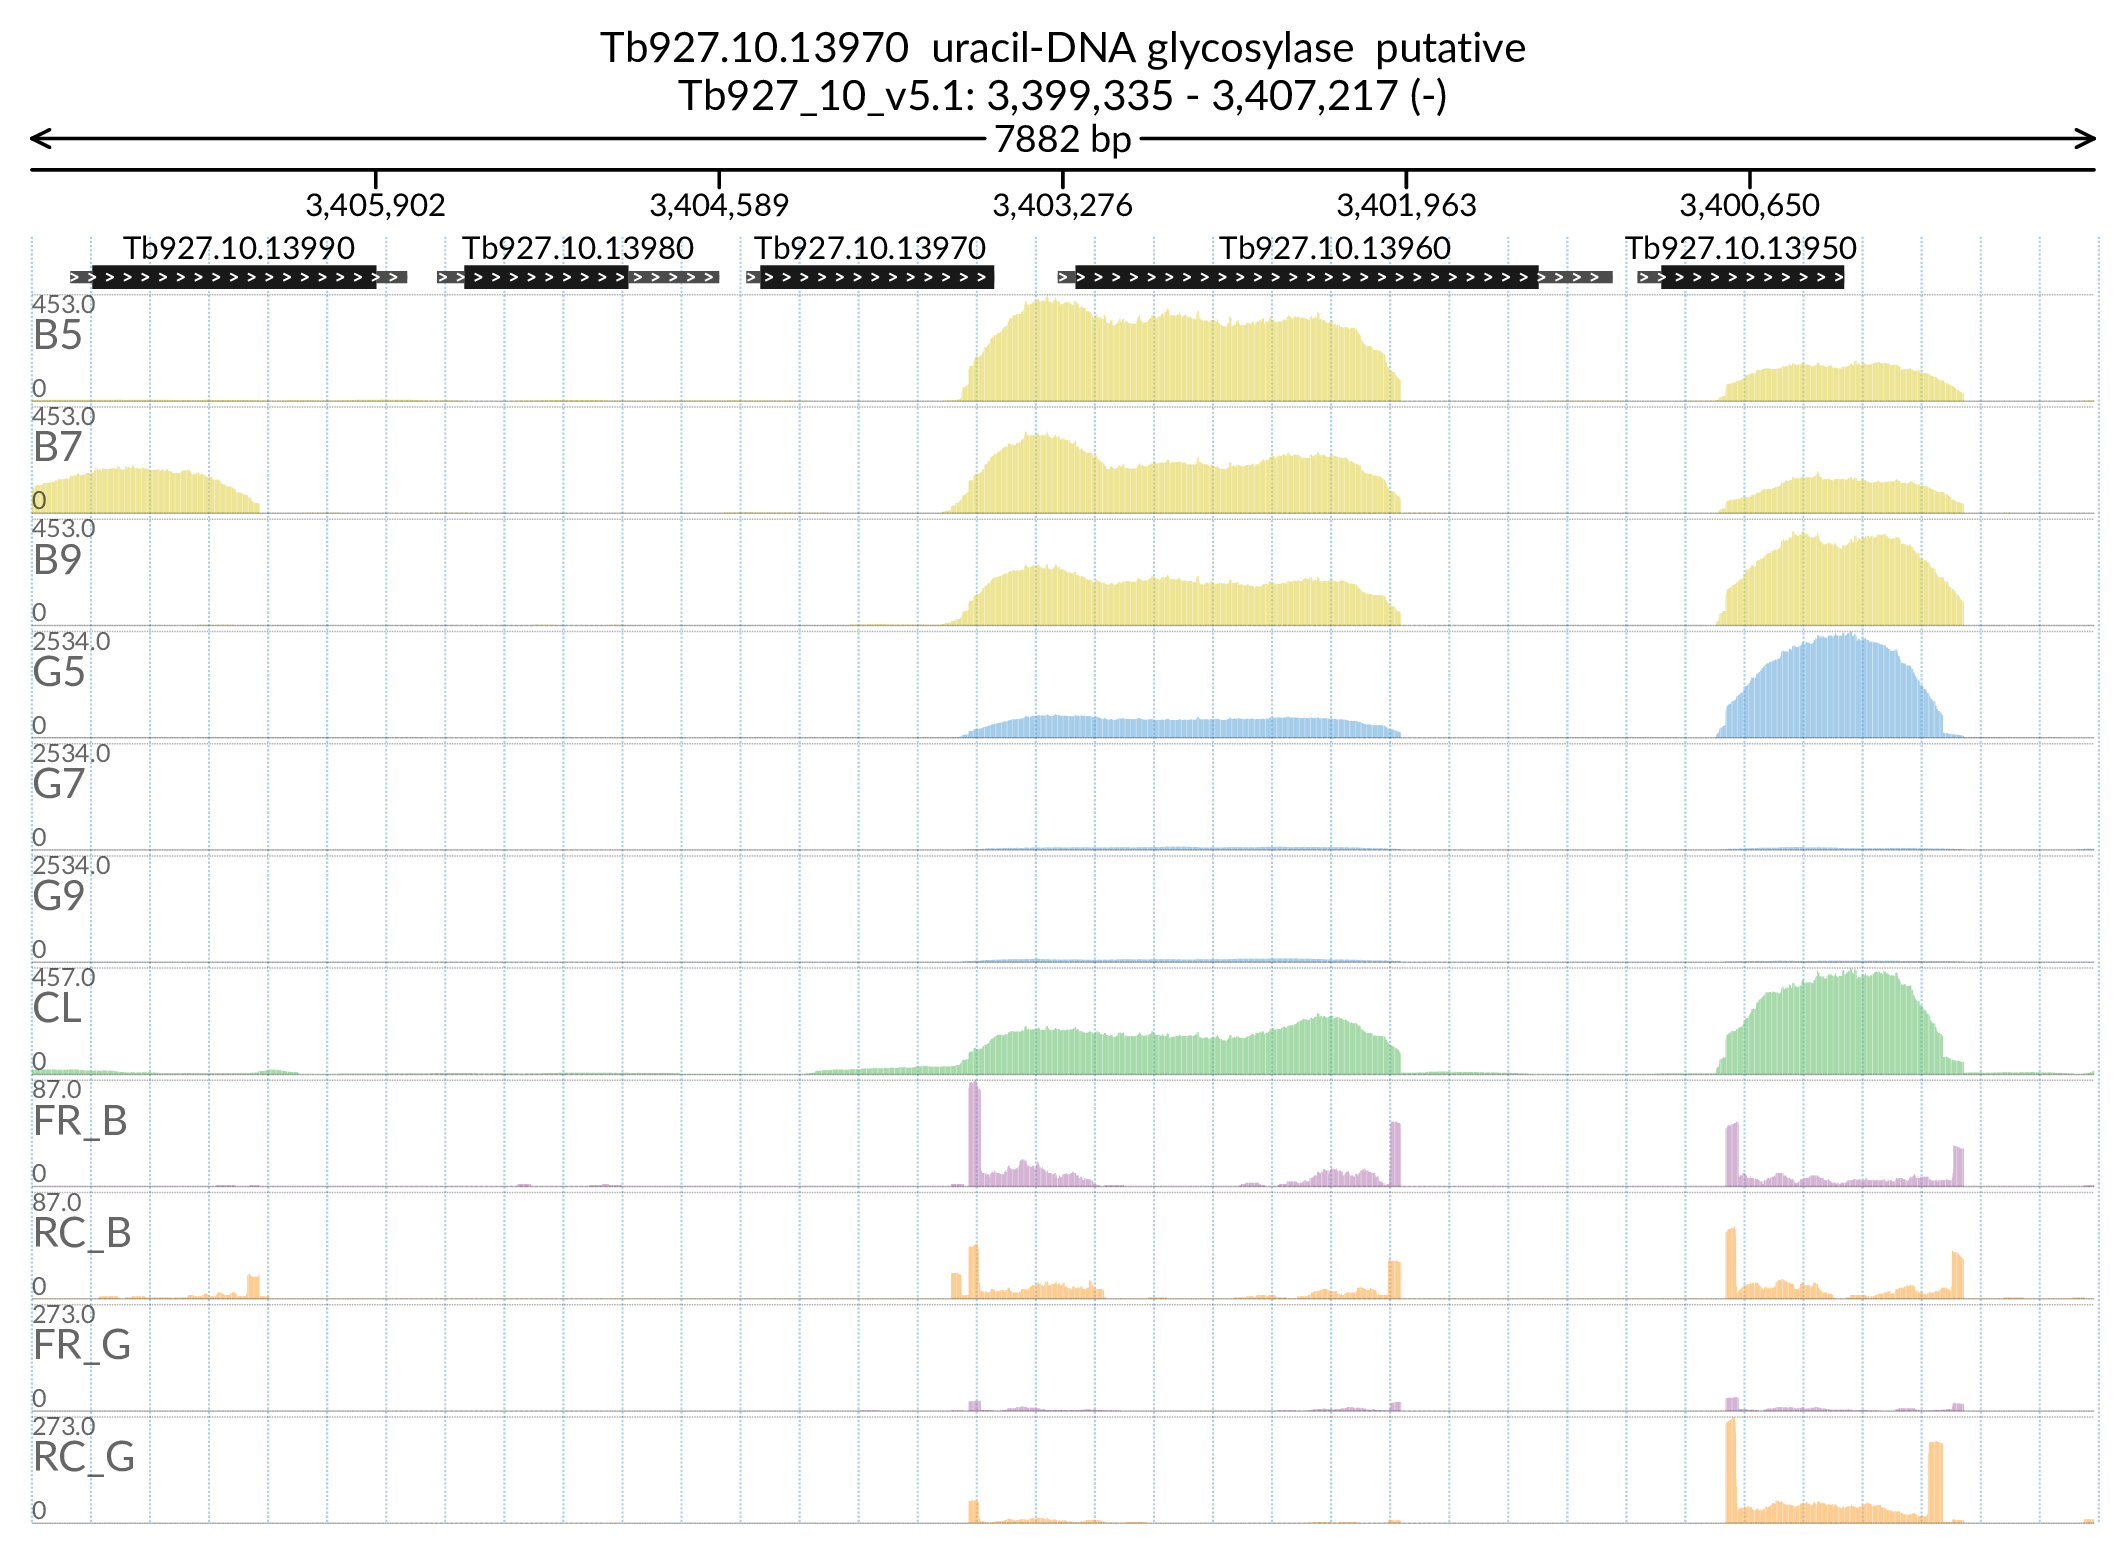 Tb927.10.13970 uracil-DNA glycosylase putative
Tb927_10_v5.1: 3,399,335 - 3,407,217 (-)
7882 bp
3,405,902 3,404,589 3,403,276 3,401,963 3,400,650
Tb927.10.13990 Tb927.10.13980 Tb927.10.13970 Tb927.10.13960 Tb927.10.13950
453.0
B5
0
453.0
B7
0
453.0
B9
0
2534.0
G5
0
2534.0
G7
0
2534.0
G9
0
457.0
CL
0
87.0
FR_B
0
87.0
RC_B
0
273.0
FR_G
0
273.0
RC_G
0